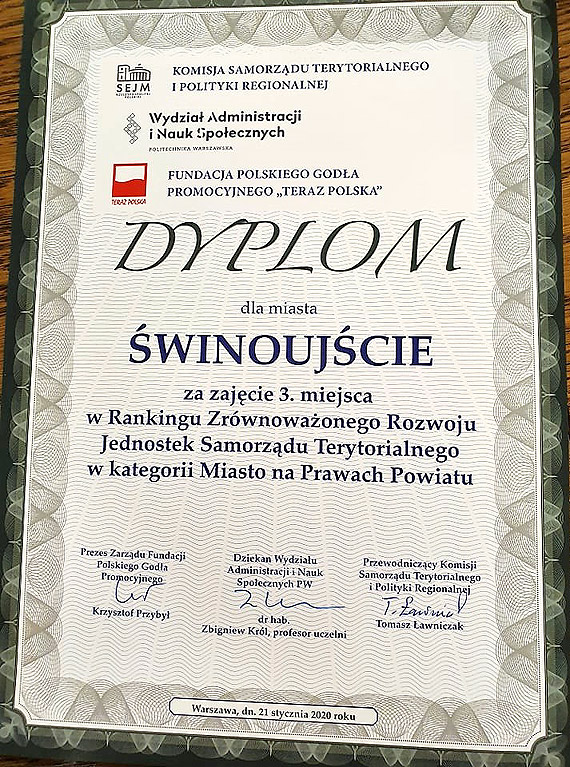 KOMISJA SAMORZĄDU TERYTORIALNEGO
I POLITYKI REGIONALNEJ
SEJM
Wydział Administracji
i Nauk Społecznych
POLITECHNIKA WARSZAWSKA
FUNDACJA POLSKIEGO GODŁA
PROMOCYJNEGO „TERAZ POLSKA”
TERAZ POLSKA
DYPLOM
dla miasta
ŚWINOUJŚCIE
za zajęcie 3. miejsca
w Rankingu Zrównoważonego Rozwoju
Jednostek Samorządu Terytorialnego
w kategorii Miasto na Prawach Powiatu
Prezes Zarządu Fundacji
Polskiego Godła
Promocyjnego
Krzysztof Przybył
Dziekan Wydziału
Administracji i Nauk
Społecznych PW
dr hab.
Zbigniew Król, profesor uczelni
Przewodniczący Komisji
Samorządu Terytorialnego
i Polityki Regionalnej
T. Ławniczak
Tomasz Ławniczak
Warszawa, dn. 21 stycznia 2020 roku